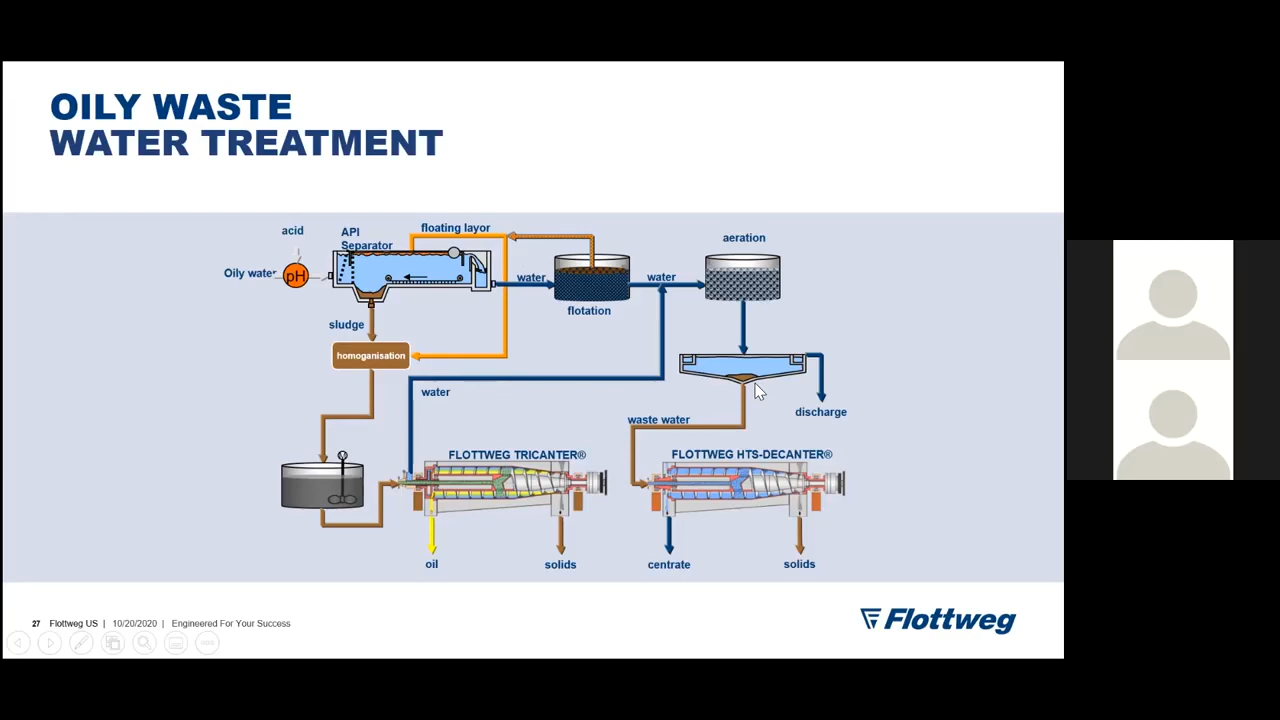 OILY WASTE
WATER TREATMENT
acid
API
Separator
floating layor
aeration
Oily water
pH
water
water
flotation
sludge
homoganisation
water
discharge
waste water
FLOTTWEG TRICANTER®
FLOTTWEG HTS-DECANTER®
oil
solids
centrate
solids
27 Flottweg US | 10/20/2020 | Engineered For Your Success
Flottweg